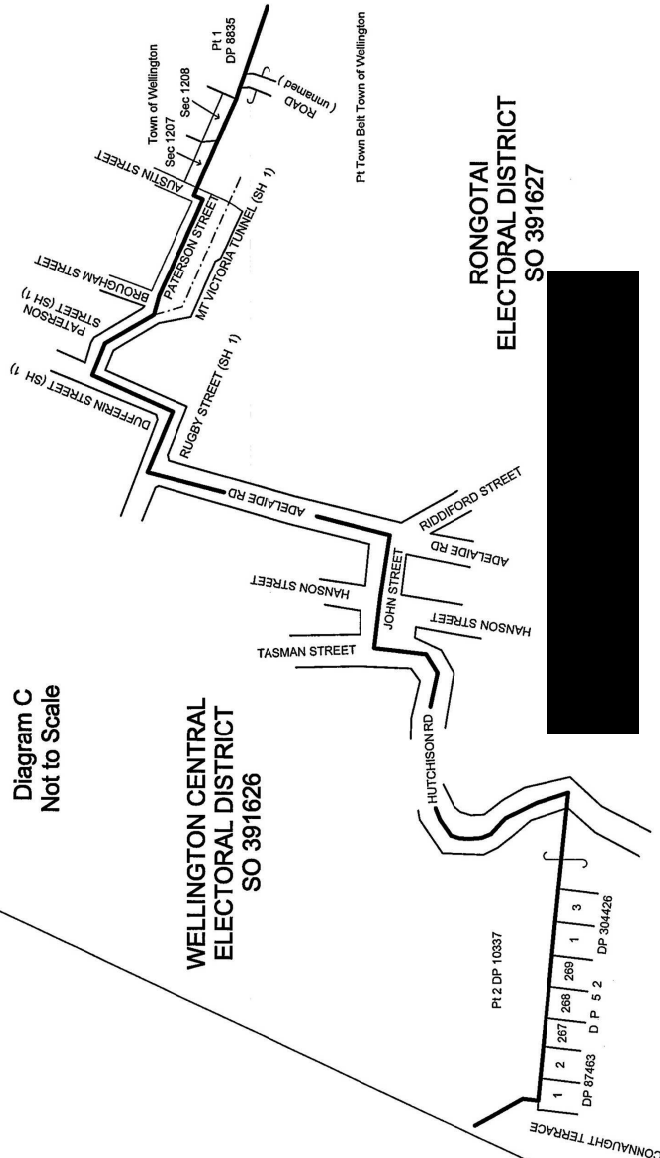 Diagram C
Not to Scale
WELLINGTON CENTRAL
ELECTORAL DISTRICT
SO 391626
RONGOTAI
ELECTORAL DISTRICT
SO 391627
Pt 1
DP 8835
Town of Wellington
Sec 1208
Sec 1207
ROAD
( unnamed )
Pt Town Belt Town of Wellington
AUSTIN STREET
PATERSON STREET
MT VICTORIA TUNNEL (SH 1)
BROUGHAM STREET
PATERSON
STREET (SH 1)
DUFFERIN STREET (SH 1)
RUGBY STREET (SH 1)
ADELAIDE RD
RIDDIFORD STREET
ADELAIDE RD
JOHN STREET
HANSON STREET
HANSON STREET
TASMAN STREET
HUTCHISON RD
Pt 2 DP 10337
1
2
267
268
269
1
3
DP 87463
D P 5 2
DP 304426
CONNAUGHT TERRACE